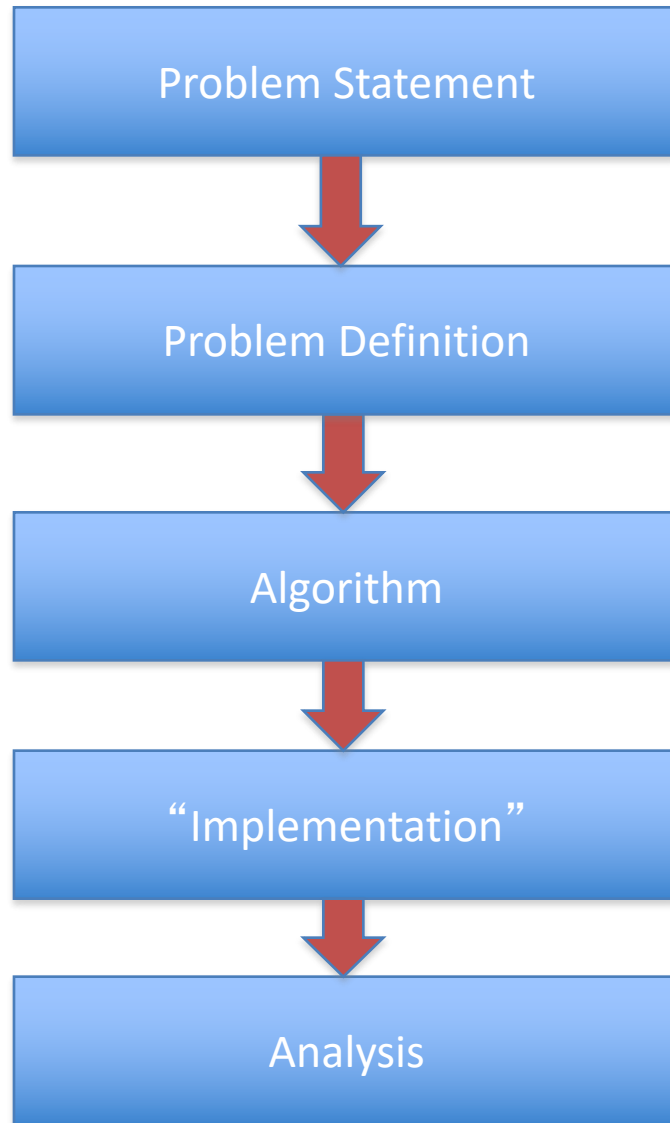 Problem Statement
Problem Definition
Algorithm
“Implementation”
Analysis